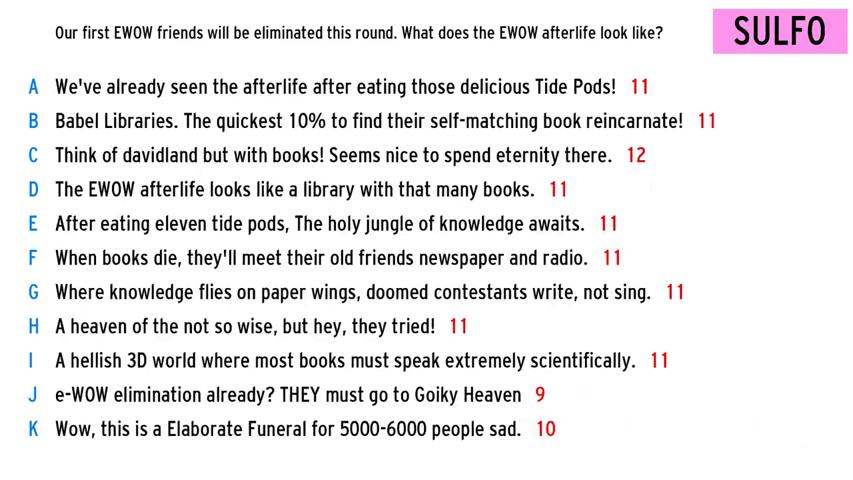 Our first EWOW friends will be eliminated this round. What does the EWOW afterlife look like?
SULFO
A We've already seen the afterlife after eating those delicious Tide Pods! 11
B Babel Libraries. The quickest 10% to find their self-matching book reincarnate! 11
C Think of davidland but with books! Seems nice to spend eternity there. 12
D The EWOW afterlife looks like a library with that many books. 11
E After eating eleven tide pods, The holy jungle of knowledge awaits. 11
F When books die, they'll meet their old friends newspaper and radio. 11
G Where knowledge flies on paper wings, doomed contestants write, not sing. 11
H A heaven of the not so wise, but hey, they tried! 11
I A hellish 3D world where most books must speak extremely scientifically. 11
J e-WOW elimination already? THEY must go to Goiky Heaven 9
K Wow, this is a Elaborate Funeral for 5000-6000 people sad. 10